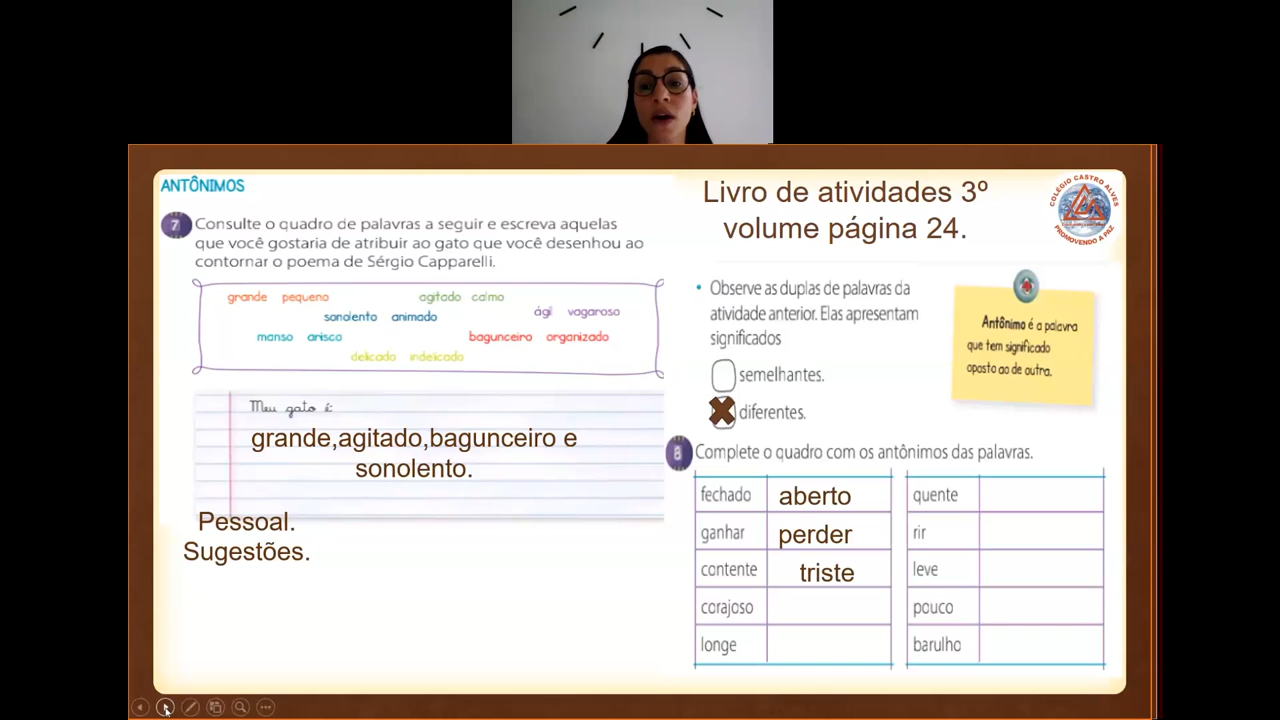 ANTÔNIMOS
7
Consulte o quadro de palavras a seguir e escreva aquelas
que você gostaria de atribuir ao gato que você desenhou ao
contornar o poema de Sérgio Capparelli.
grande pequeno agitado calmo
sonolento animado ágil vagaroso
manso arisco bagunceiro organizado
delicado indelicado
Meu gato é:
grande,agitado,bagunceiro e
sonolento.
Pessoal.
Sugestões.
Livro de atividades 3º
volume página 24.
COLÉGIO CASTRO ALVES
PROMOVENDO A PAZ
• Observe as duplas de palavras da
atividade anterior. Elas apresentam
significados
semelhantes.
diferentes.
Antônimo é a palavra
que tem significado
oposto ao de outra.
8
Complete o quadro com os antônimos das palavras.
fechado aberto
ganhar perder
contente triste
corajoso
longe
quente
rir
leve
pouco
barulho